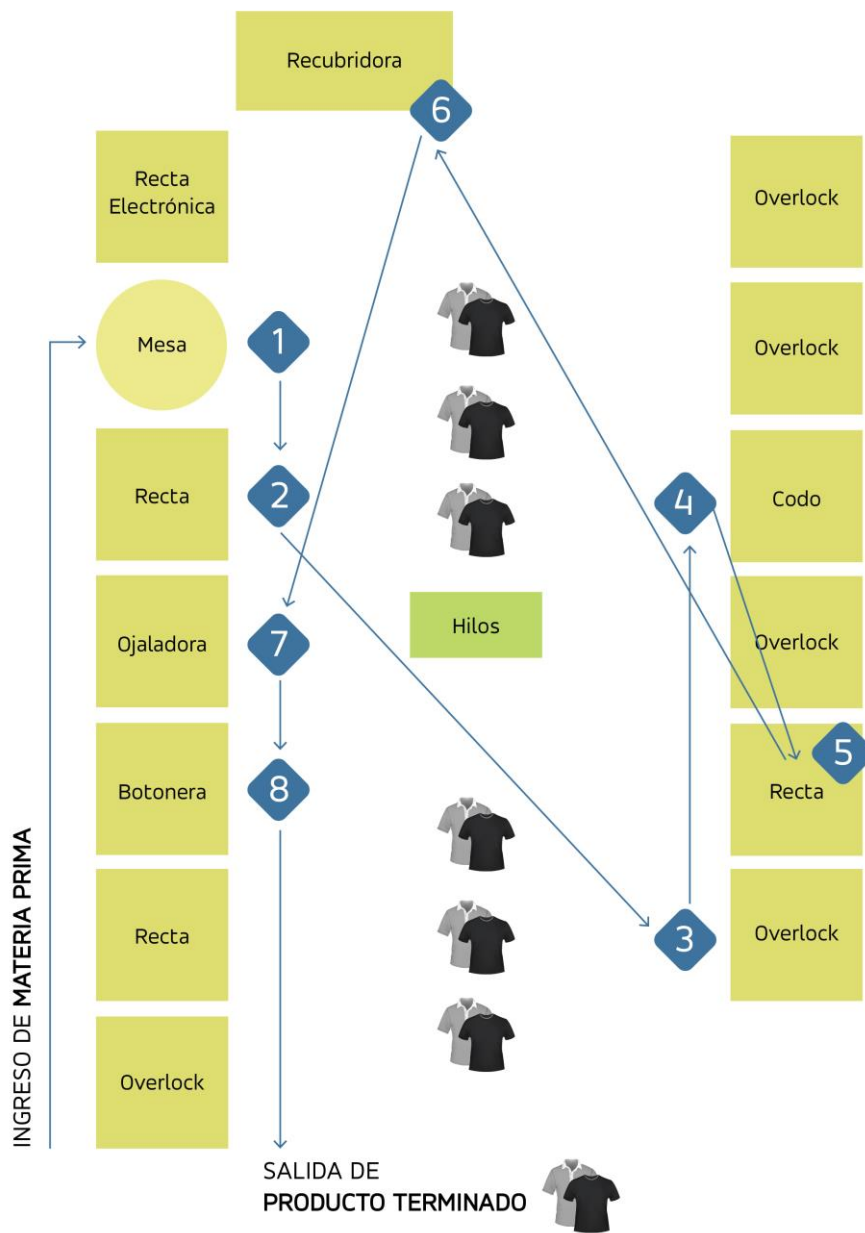 Recubridora
6
Recta
Electrónica
Overlock
Mesa
1
Overlock
Recta
2
4
Codo
Ojaladora
7
Hilos
Overlock
Botonera
8
5
Recta
Recta
3
Overlock
Overlock
INGRESO DE MATERIA PRIMA
SALIDA DE
PRODUCTO TERMINADO